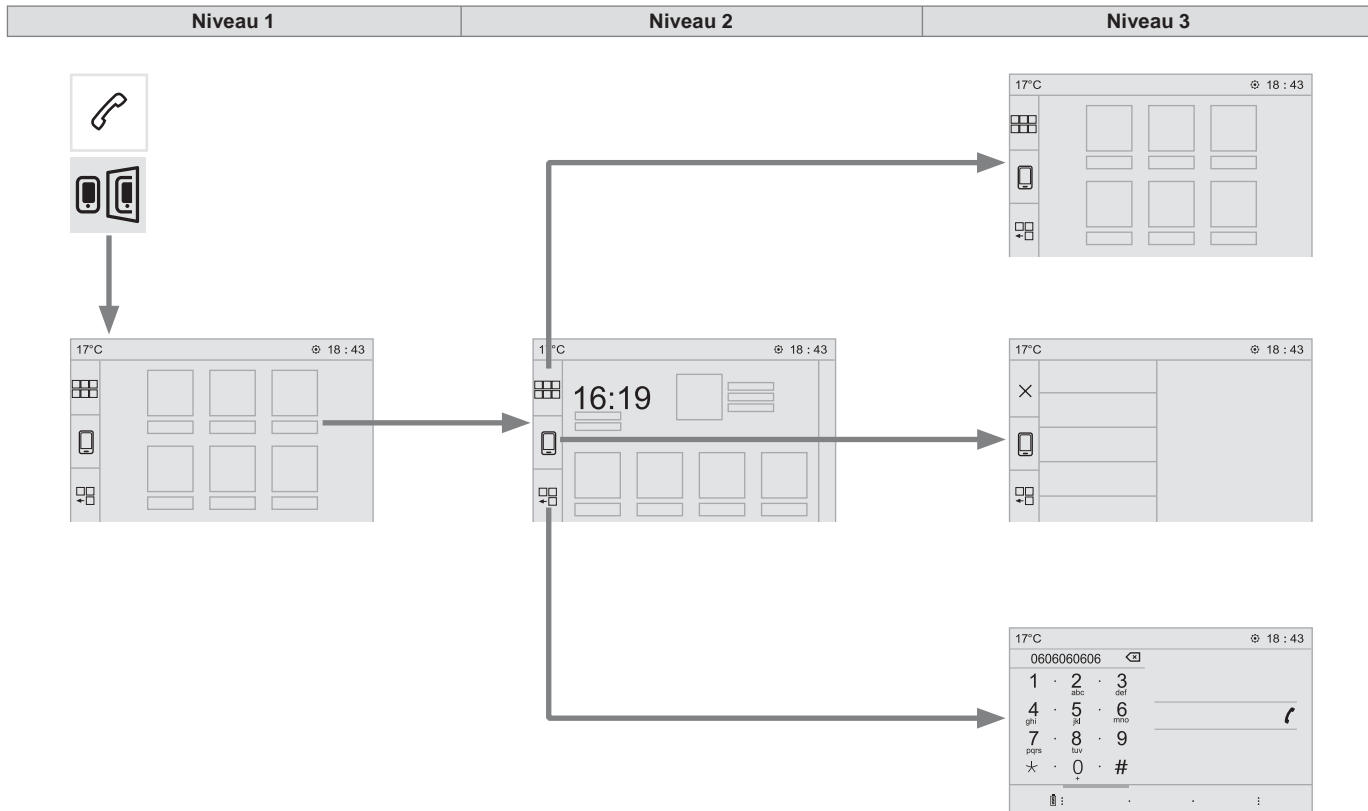 Niveau 1 Niveau 2 Niveau 3
17°C 18 : 43
17°C 18 : 43
17°C 18 : 43
16:19
17°C 18 : 43
17°C 18 : 43
0606060606
1 · 2 · 3
abc def
4 · 5 · 6
ghi jkl mno
7 · 8 · 9
pqrs tuv
* · 0 · #
+